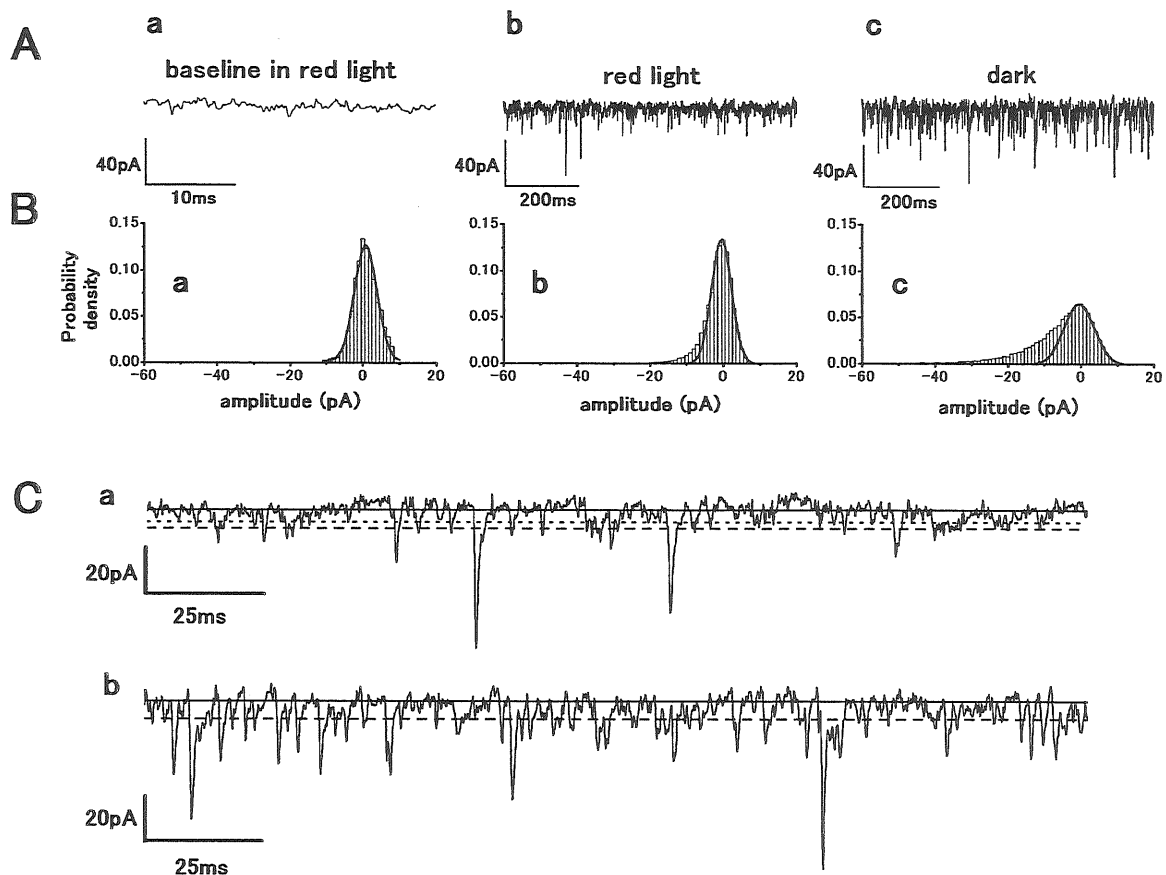 A
a
b
c
baseline in red light
red light
dark
40pA
10ms
40pA
200ms
40pA
200ms
B
Probability
density
0.15
0.10
0.05
0.00
-60
-40
-20
0
20
a
amplitude (pA)
0.15
0.10
0.05
0.00
-60
-40
-20
0
20
b
amplitude (pA)
0.15
0.10
0.05
0.00
-60
-40
-20
0
20
c
amplitude (pA)
C
a
20pA
25ms
b
20pA
25ms